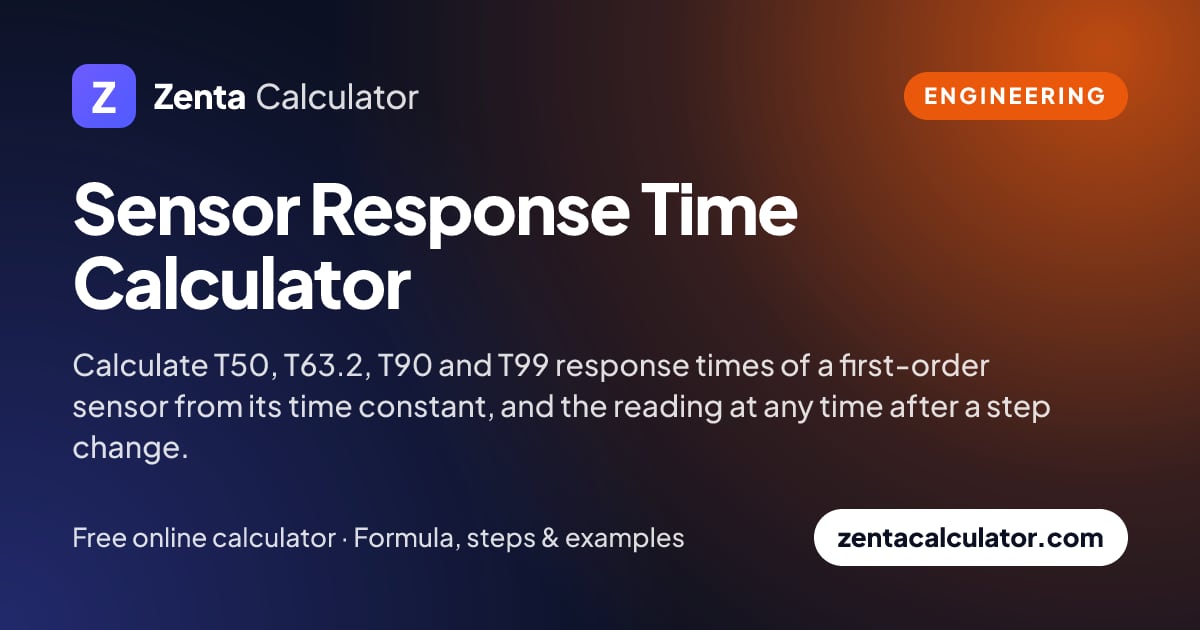 Z
Zenta Calculator
ENGINEERING
Sensor Response Time
Calculator
Calculate T50, T63.2, T90 and T99 response times of a first-order
sensor from its time constant, and the reading at any time after a step
change.
Free online calculator · Formula, steps & examples
zentacalculator.com